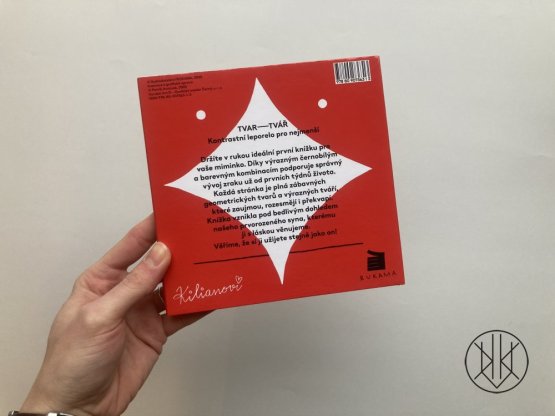 TVAR—TVÁŘ
Kontrastní leporelo pro nejmenší
Držíte v rukou ideální první knížku pro
vaše miminko. Díky výrazným černobílým
a barevným kombinacím podporuje správný
vývoj zraku už od prvních týdnů života.
Každá stránka je plná zábavných
geometrických tvarů a výrazných tváří,
které zaujmou, rozesmějí i překvapí.
Knížka vznikla pod bedlivým dohledem
našeho prvorozeného syna, kterému
ji s láskou věnujeme.
Věříme, že si ji užijete stejně jako on!
Kilianovi
RUKAMA